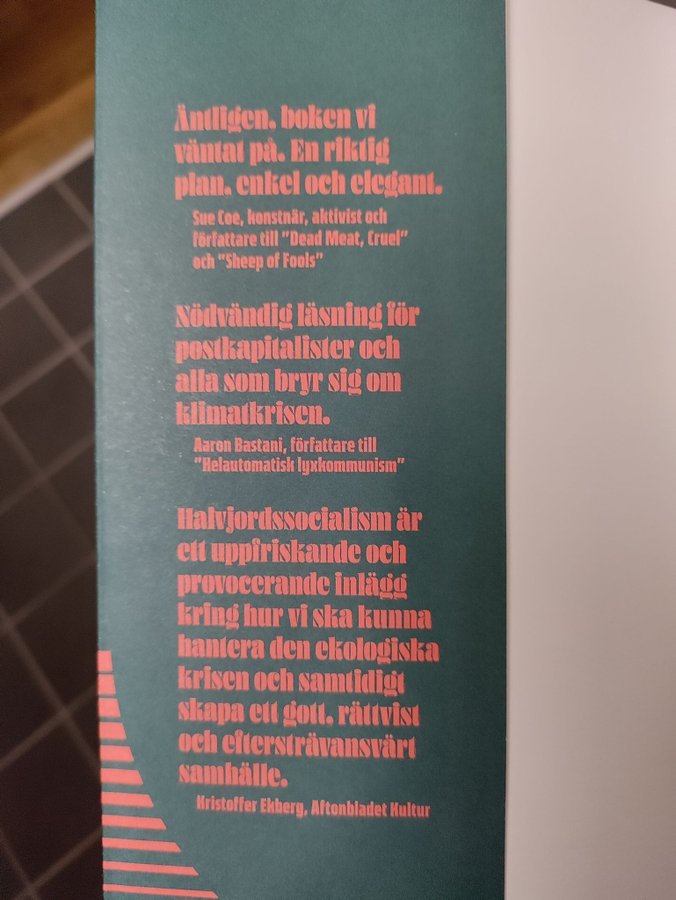 Äntligen, boken vi
väntat på. En riktig
plan, enkel och elegant.
Sue Coe, konstnär, aktivist och
författare till ”Dead Meat, Cruel”
och ”Sheep of Fools”
Nödvändig läsning för
postkapitalister och
alla som bryr sig om
klimatkrisen.
Aaron Bastani, författare till
”Helautomatisk lyxkommunism”
Halvjordssocialism är
ett uppfriskande och
provocerande inlägg
kring hur vi ska kunna
hantera den ekologiska
krisen och samtidigt
skapa ett gott, rättvist
och eftersträvansvärt
samhälle.
Kristoffer Ekberg, Aftonbladet Kultur